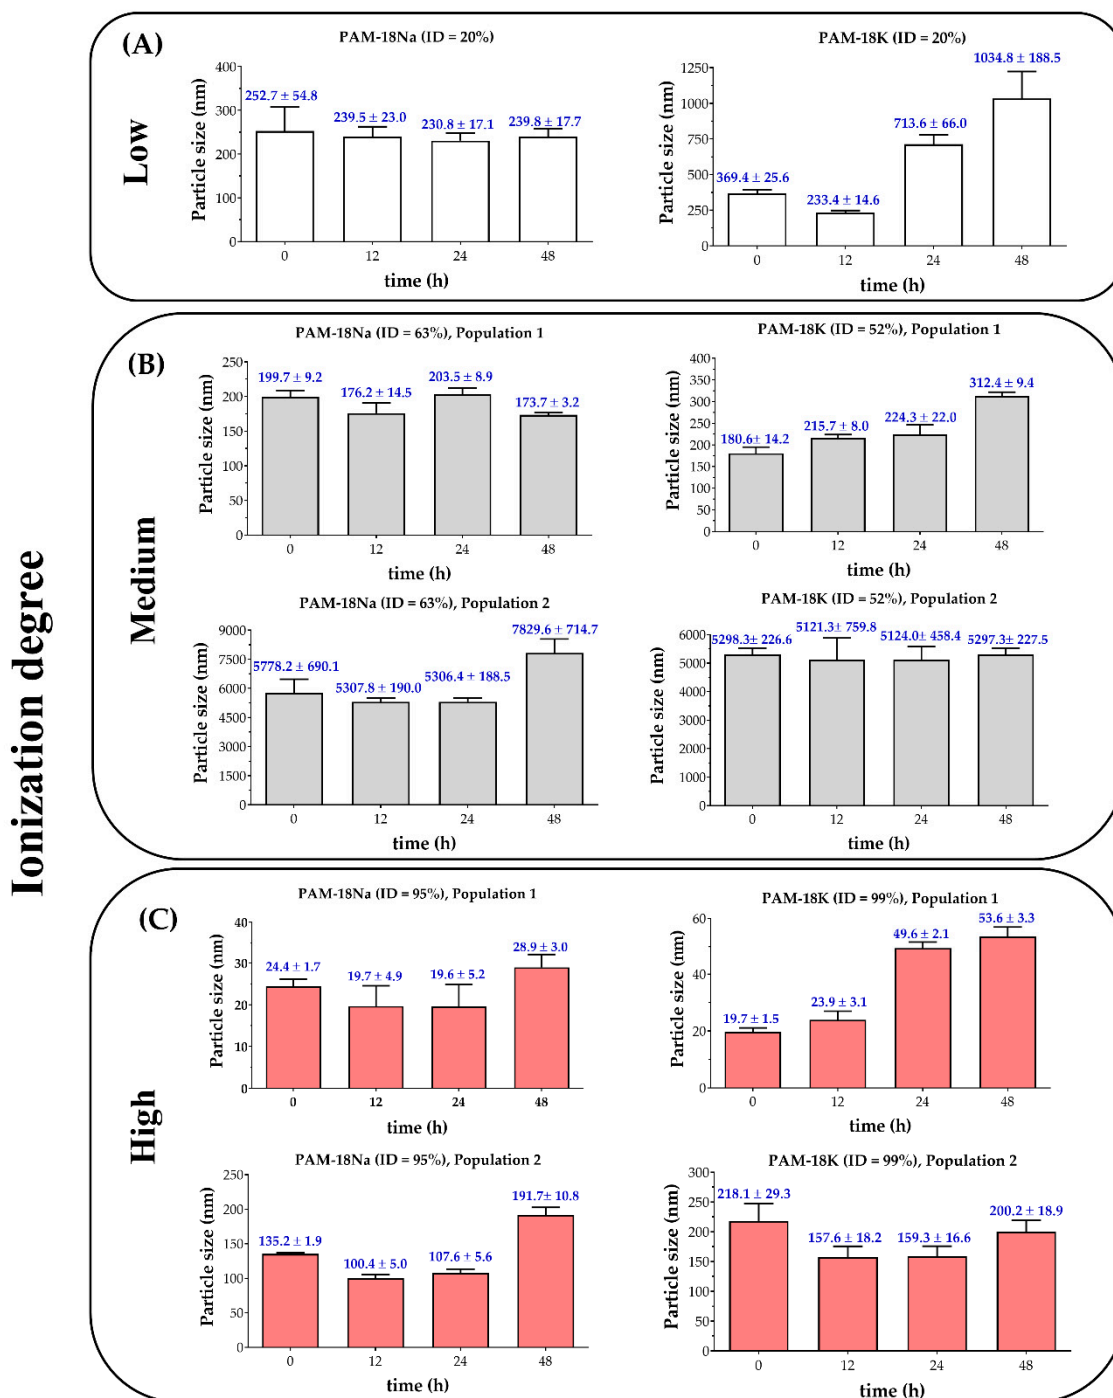 Ionization degree
Low
(A)
PAM-18Na (ID = 20%)
Particle size (nm)
400
300
200
100
0
252.7 ± 54.8
239.5 ± 23.0
230.8 ± 17.1
239.8 ± 17.7
0 12 24 48
time (h)
PAM-18K (ID = 20%)
Particle size (nm)
1250
1000
750
500
250
0
369.4 ± 25.6
233.4 ± 14.6
713.6 ± 66.0
1034.8 ± 188.5
0 12 24 48
time (h)
Medium
(B)
PAM-18Na (ID = 63%), Population 1
Particle size (nm)
250
200
150
100
50
0
199.7 ± 9.2
176.2 ± 14.5
203.5 ± 8.9
173.7 ± 3.2
0 12 24 48
time (h)
PAM-18K (ID = 52%), Population 1
Particle size (nm)
400
350
300
250
200
150
100
50
0
180.6± 14.2
215.7 ± 8.0
224.3 ± 22.0
312.4 ± 9.4
0 12 24 48
time (h)
PAM-18Na (ID = 63%), Population 2
Particle size (nm)
9000
7500
6000
4500
3000
1500
0
5778.2 ± 690.1
5307.8 ± 190.0
5306.4 ± 188.5
7829.6 ± 714.7
0 12 24 48
time (h)
PAM-18K (ID = 52%), Population 2
Particle size (nm)
6000
5000
4000
3000
2000
1000
0
5298.3± 226.6
5121.3± 759.8
5124.0± 458.4
5297.3± 227.5
0 12 24 48
time (h)
High
(C)
PAM-18Na (ID = 95%), Population 1
Particle size (nm)
40
30
20
10
0
24.4 ± 1.7
19.7 ± 4.9
19.6 ± 5.2
28.9 ± 3.0
0 12 24 48
time (h)
PAM-18K (ID = 99%), Population 1
Particle size (nm)
60
40
20
0
19.7 ± 1.5
23.9 ± 3.1
49.6 ± 2.1
53.6 ± 3.3
0 12 24 48
time (h)
PAM-18Na (ID = 95%), Population 2
Particle size (nm)
250
200
150
100
50
0
135.2 ± 1.9
100.4 ± 5.0
107.6 ± 5.6
191.7± 10.8
0 12 24 48
time (h)
PAM-18K (ID = 99%), Population 2
Particle size (nm)
300
250
200
150
100
50
0
218.1 ± 29.3
157.6 ± 18.2
159.3 ± 16.6
200.2 ± 18.9
0 12 24 48
time (h)